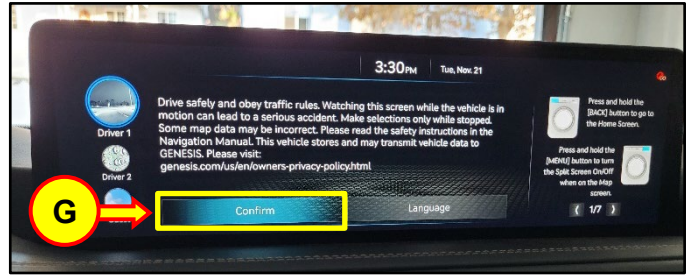 3:30PM Tue, Nov. 21
Drive safely and obey traffic rules. Watching this screen while the vehicle is in
motion can lead to a serious accident. Make selections only while stopped.
Some map data may be incorrect. Please read the safety instructions in the
Navigation Manual. This vehicle stores and may transmit vehicle data to
GENESIS. Please visit:
genesis.com/us/en/owners-privacy-policy.html
Driver 1
Driver 2
G
Confirm
Language
Press and hold the
[BACK] button to go to
the Home Screen.
Press and hold the
[MENU] button to turn
the Split Screen On/Off
when on the Map
screen.
1/7